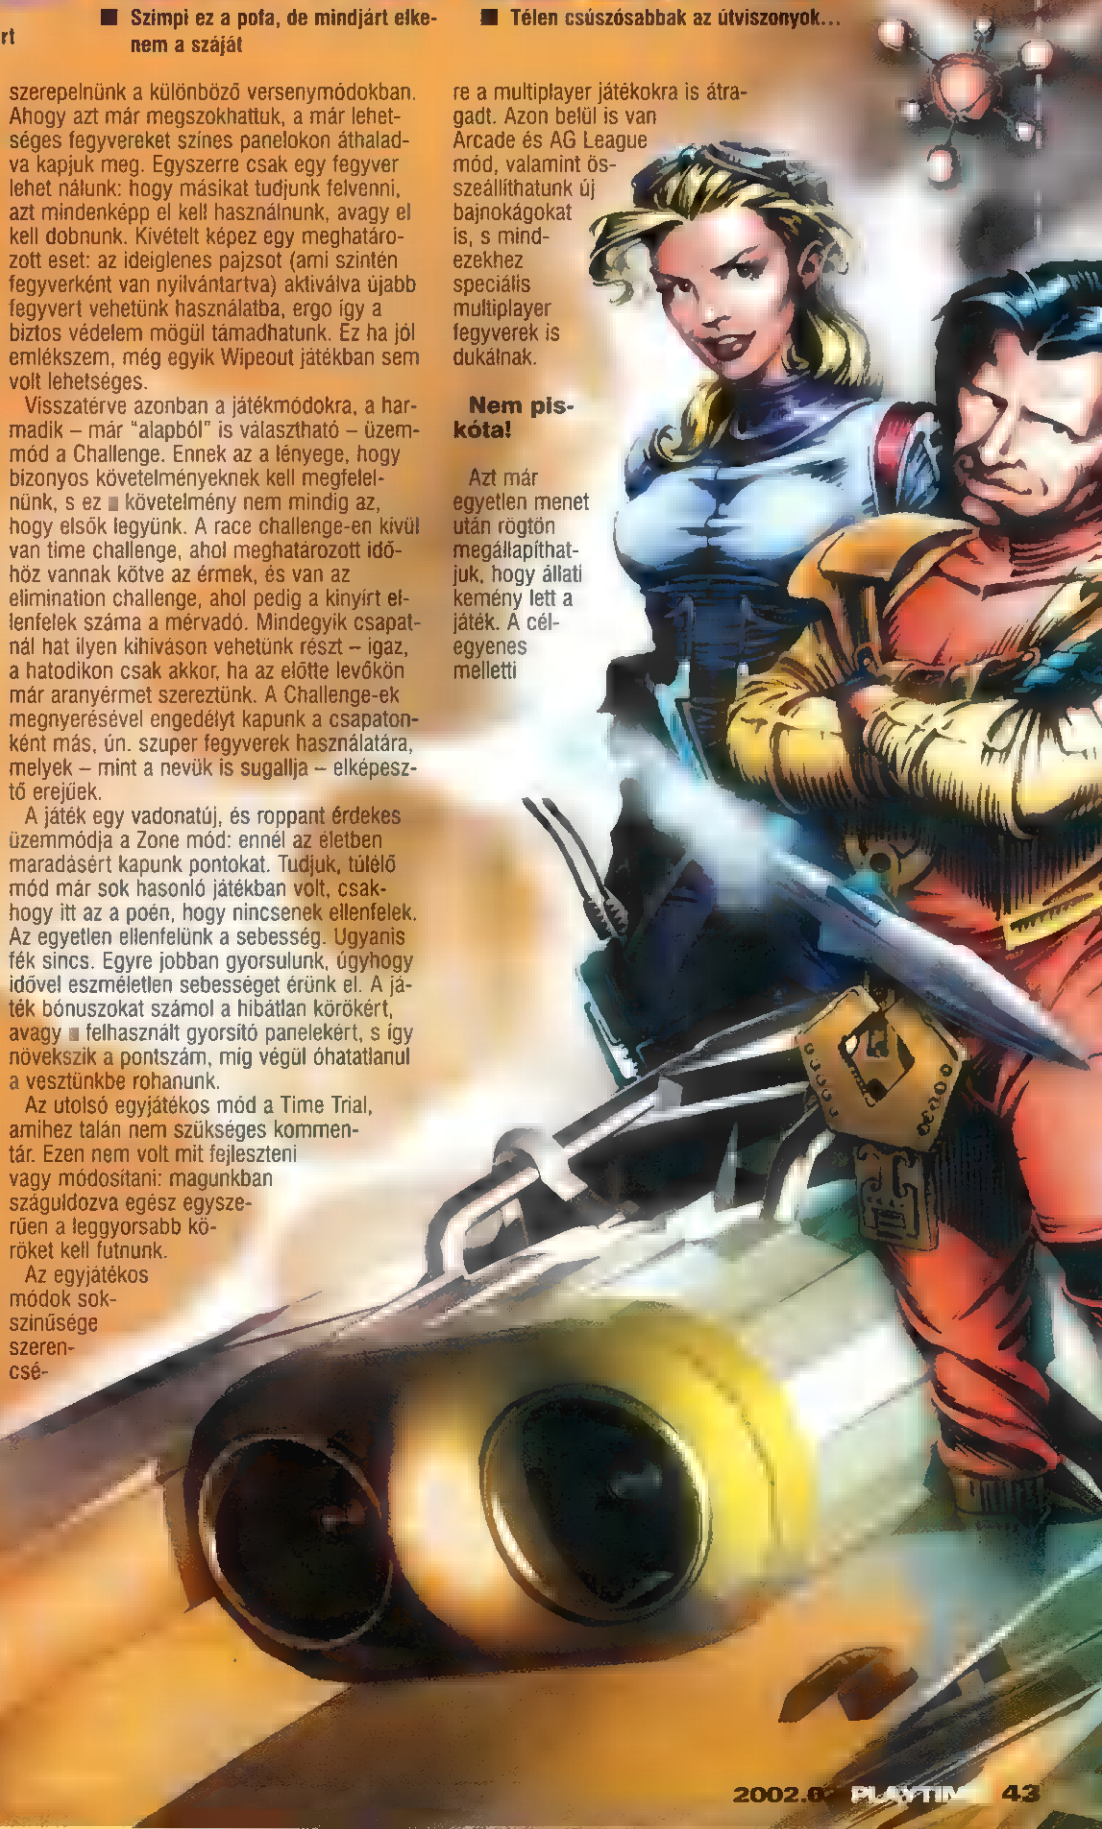 rt
■ Szimpi ez a pofa, de mindjárt elke-
nem a száját
■ Télen csúszósabbak az útviszonyok...
szerepelnünk a különböző versenymódokban.
Ahogy azt már megszokhattuk, a már lehet-
séges fegyvereket színes panelokon áthalad-
va kapjuk meg. Egyszerre csak egy fegyver
lehet nálunk: hogy másikat tudjunk felvenni,
azt mindenképp el kell használnunk, avagy el
kell dobnunk. Kivételt képez egy meghatáro-
zott eset: az ideiglenes pajzsot (ami szintén
fegyverként van nyilvántartva) aktiválva újabb
fegyvert vehetünk használatba, ergo így a
biztos védelem mögül támadhatunk. Ez ha jól
emlékszem, még egyik Wipeout játékban sem
volt lehetséges.
Visszatérve azonban a játékmódokra, a har-
madik – már "alapból" is választható – üzem-
mód a Challenge. Ennek az a lényege, hogy
bizonyos követelményeknek kell megfelel-
nünk, s ez követelmény nem mindig az,
hogy elsők legyünk. A race challenge-en kívül
van time challenge, ahol meghatározott idő-
höz vannak kötve az érmek, és van az
elimination challenge, ahol pedig a kinyírt el-
lenfelek száma a mérvadó. Mindegyik csapat-
nál hat ilyen kihíváson vehetünk részt – igaz,
a hatodikon csak akkor, ha az előtte levőkön
már aranyérmet szereztünk. A Challenge-ek
megnyerésével engedélyt kapunk a csapaton-
ként más, ún. szuper fegyverek használatára,
melyek – mint a nevük is sugallja – elképesz-
tő erejűek.
A játék egy vadonatúj, és roppant érdekes
üzemmódja a Zone mód: ennél az életben
maradásért kapunk pontokat. Tudjuk, túlélő
mód már sok hasonló játékban volt, csak-
hogy itt az a poén, hogy nincsenek ellenfelek.
Az egyetlen ellenfelünk a sebesség. Ugyanis
fék sincs. Egyre jobban gyorsulunk, úgyhogy
idővel eszméletlen sebességet érünk el. A já-
ték bónuszokat számol a hibátlan körökért,
avagy felhasznált gyorsító panelekért, s így
növekszik a pontszám, míg végül óhatatlanul
a vesztünkbe rohanunk.
Az utolsó egyjátékos mód a Time Trial,
amihez talán nem szükséges kommen-
tár. Ezen nem volt mit fejleszteni
vagy módosítani: magunkban
száguldozva egész egysze-
rűen a leggyorsabb kö-
röket kell futnunk.
Az egyjátékos
módok sok-
színűsége
szeren-
csé-
re a multiplayer játékokra is átra-
gadt. Azon belül is van
Arcade és AG League
mód, valamint ös-
szeállíthatunk új
bajnokágokat
is, s mind-
ezekhez
speciális
multiplayer
fegyverek is
dukálnak.
Nem pis-
kóta!
Azt már
egyetlen menet
után rögtön
megállapíthat-
juk, hogy állati
kemény lett a
játék. A cél-
egyenes
melletti
PLAYTIME 43